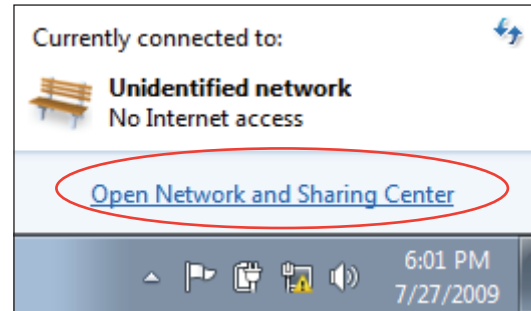 Currently connected to:
Unidentified network
No Internet access
Open Network and Sharing Center
6:01 PM
7/27/2009